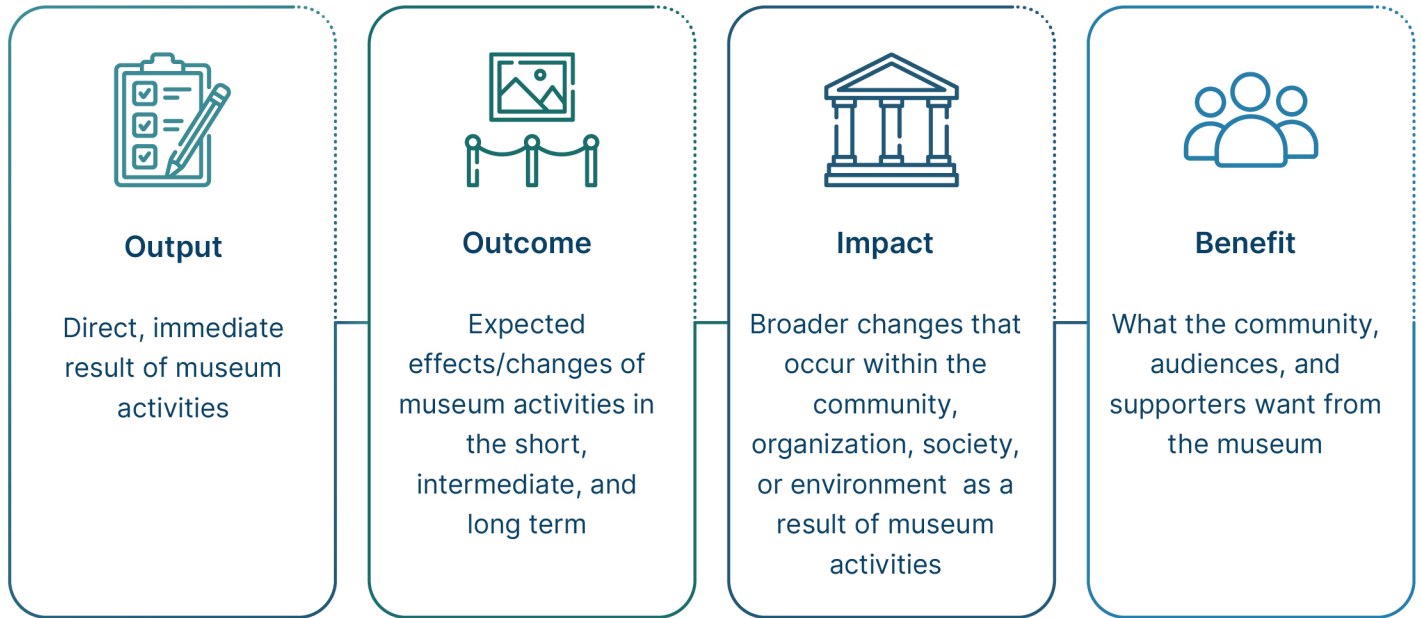 Output
Direct, immediate
result of museum
activities
Outcome
Expected
effects/changes of
museum activities in
the short,
intermediate, and
long term
Impact
Broader changes that
occur within the
community,
organization, society,
or environment  as a
result of museum
activities
Benefit
What the community,
audiences, and
supporters want from
the museum